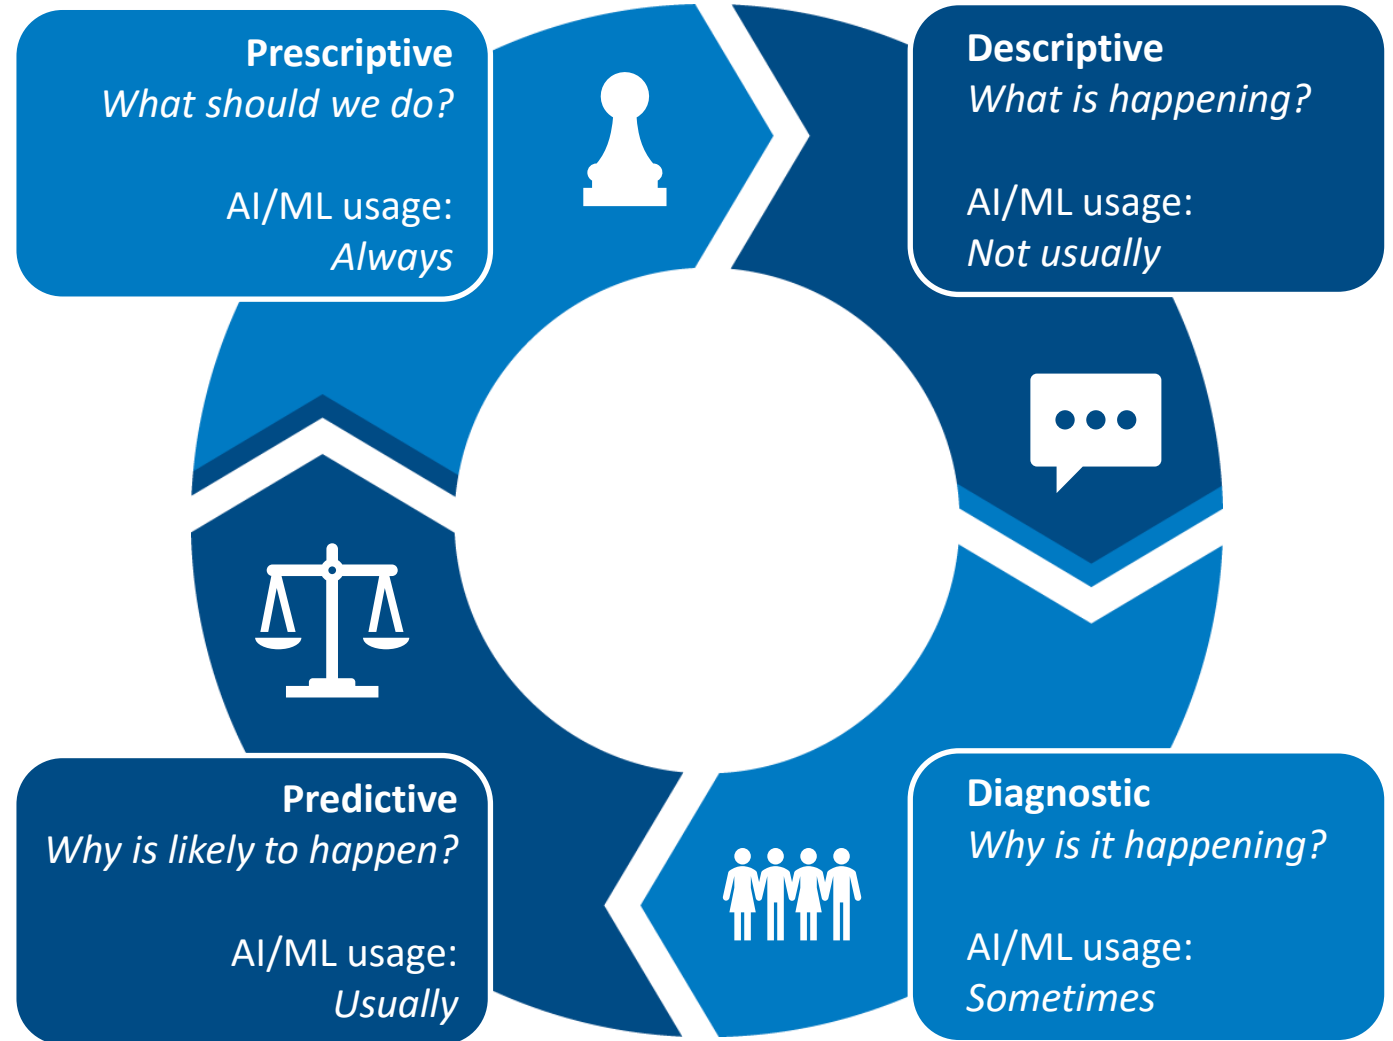 Prescriptive
What should we do?
AI/ML usage:
Always
Descriptive
What is happening?
AI/ML usage:
Not usually
Predictive
Why is likely to happen?
AI/ML usage:
Usually
Diagnostic
Why is it happening?
AI/ML usage:
Sometimes